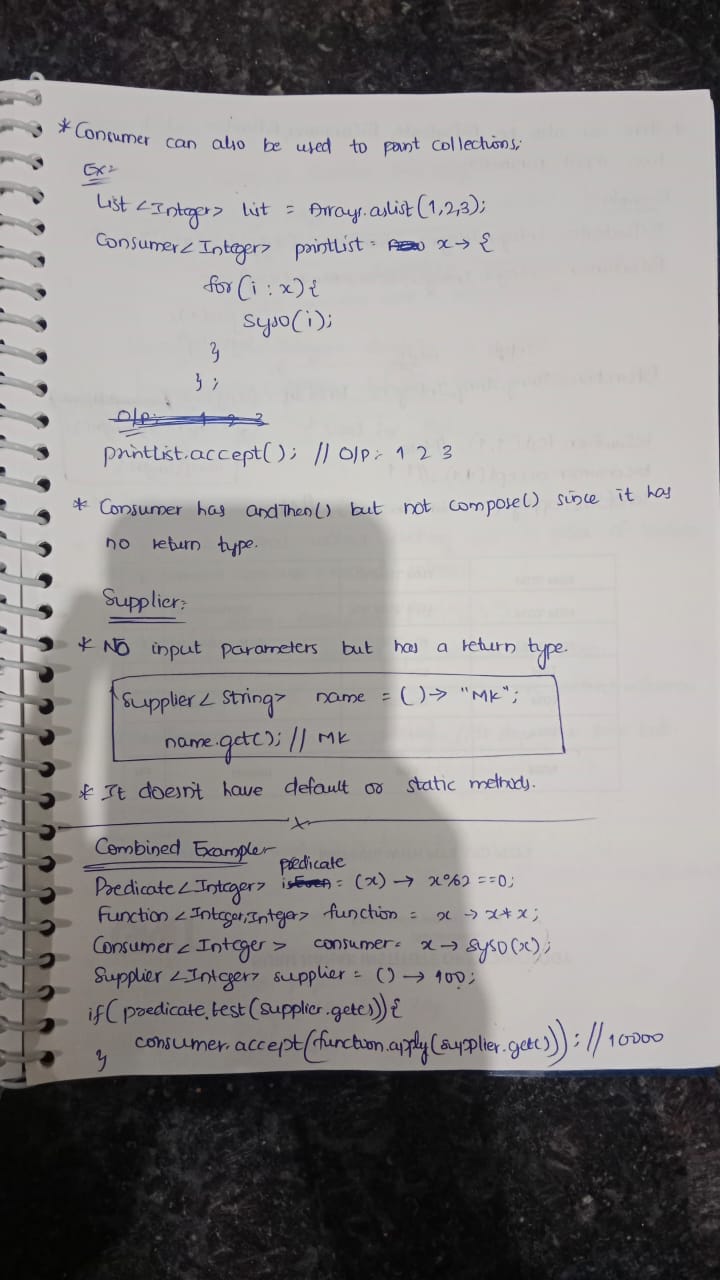 * Consumer can also be used to print collections:
Ex:
List <Integer> list = Arrays.aslist(1,2,3);
Consumer< Integer> printList = x → {
for(i : x){
syso(i);
}
};
O/P: 1 2 3
printList.accept(); // O/P: 1 2 3
* Consumer has andThen() but not compose() since it has
no return type.
Supplier:
* NO input parameters but has a return type.
Supplier < String> name = () → "MK";
name.get(); // MK
* It doesn't have default or static methods.
x
Combined Example:
predicate
Predicate < Integer> isEven = (x) → x%2 ==0;
Function < Integer, Integer> function = x → x*x;
Consumer < Integer > consumer = x → syso(x);
Supplier <Integer> supplier = () → 100;
if( predicate.test(supplier.get()) {
consumer.accept(function.apply(supplier.get())); // 10000
}